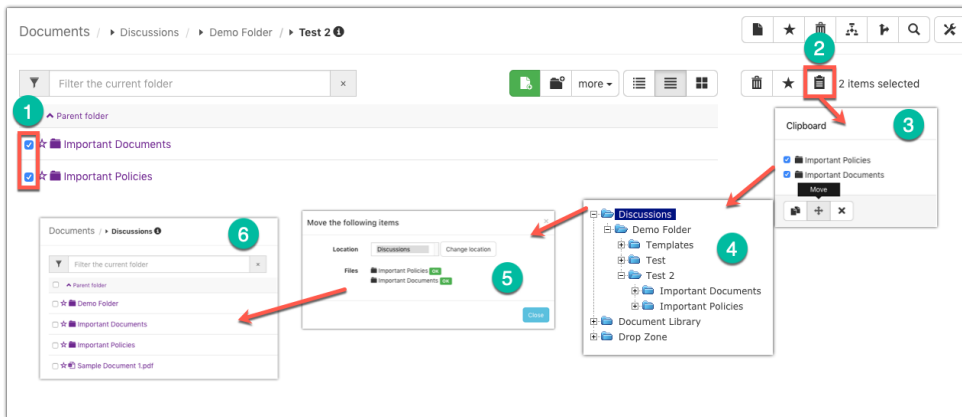 Documents / ▸ Discussions / ▸ Demo Folder / ▸ Test 2
2
Filter the current folder ×
more
2 items selected
1
Parent folder
Important Documents
Important Policies
Clipboard
3
Important Policies
Important Documents
Move
Documents / ▸ Discussions
6
Filter the current folder ×
Parent folder
Demo Folder
Important Documents
Important Policies
Sample Document 1.pdf
Move the following items ×
Location Discussions Change location
Files Important Policies OK
Important Documents OK
5
Close
Discussions
Demo Folder
Templates
Test
Test 2
Important Documents
Important Policies
Document Library
Drop Zone
4